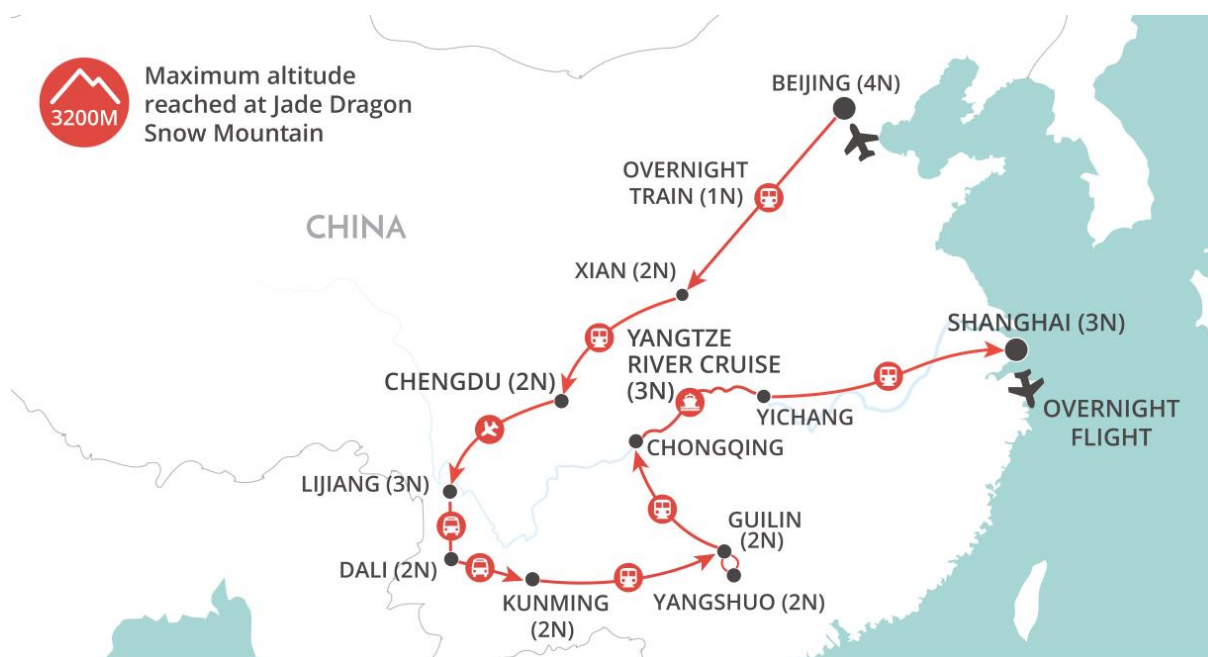 3200M
Maximum altitude
reached at Jade Dragon
Snow Mountain
BEIJING (4N)
OVERNIGHT
TRAIN (1N)
CHINA
XIAN (2N)
SHANGHAI (3N)
YANGTZE
RIVER CRUISE
(3N)
CHENGDU (2N)
YICHANG
OVERNIGHT
FLIGHT
CHONGQING
LIJIANG (3N)
GUILIN
(2N)
DALI (2N)
KUNMING
(2N)
YANGSHUO (2N)